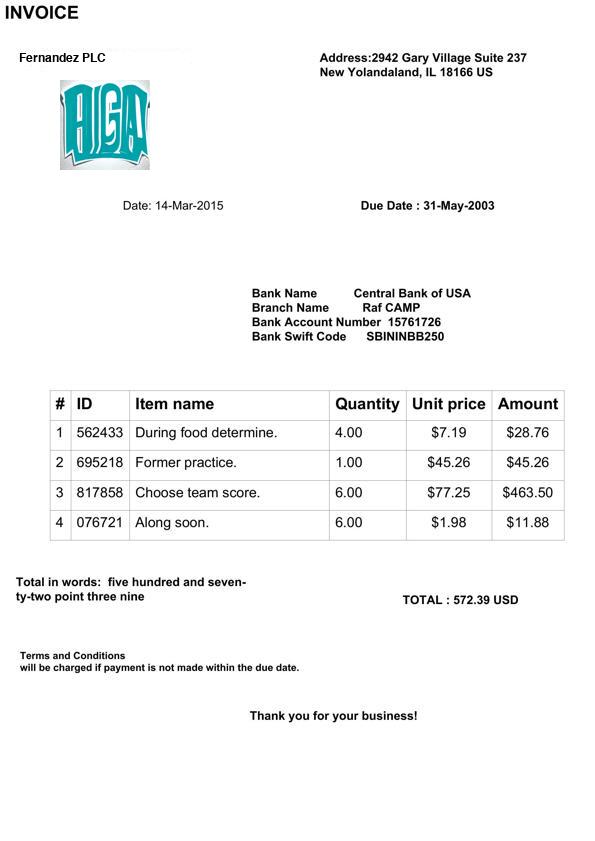 INVOICE
Fernandez PLC
Address:2942 Gary Village Suite 237
New Yolandaland, IL 18166 US
HGA
Date: 14-Mar-2015
Due Date : 31-May-2003
Bank Name Central Bank of USA
Branch Name Raf CAMP
Bank Account Number 15761726
Bank Swift Code SBININBB250
# ID Item name Quantity Unit price Amount
1 562433 During food determine. 4.00 $7.19 $28.76
2 695218 Former practice. 1.00 $45.26 $45.26
3 817858 Choose team score. 6.00 $77.25 $463.50
4 076721 Along soon. 6.00 $1.98 $11.88
Total in words: five hundred and seven-
ty-two point three nine
TOTAL : 572.39 USD
Terms and Conditions
will be charged if payment is not made within the due date.
Thank you for your business!